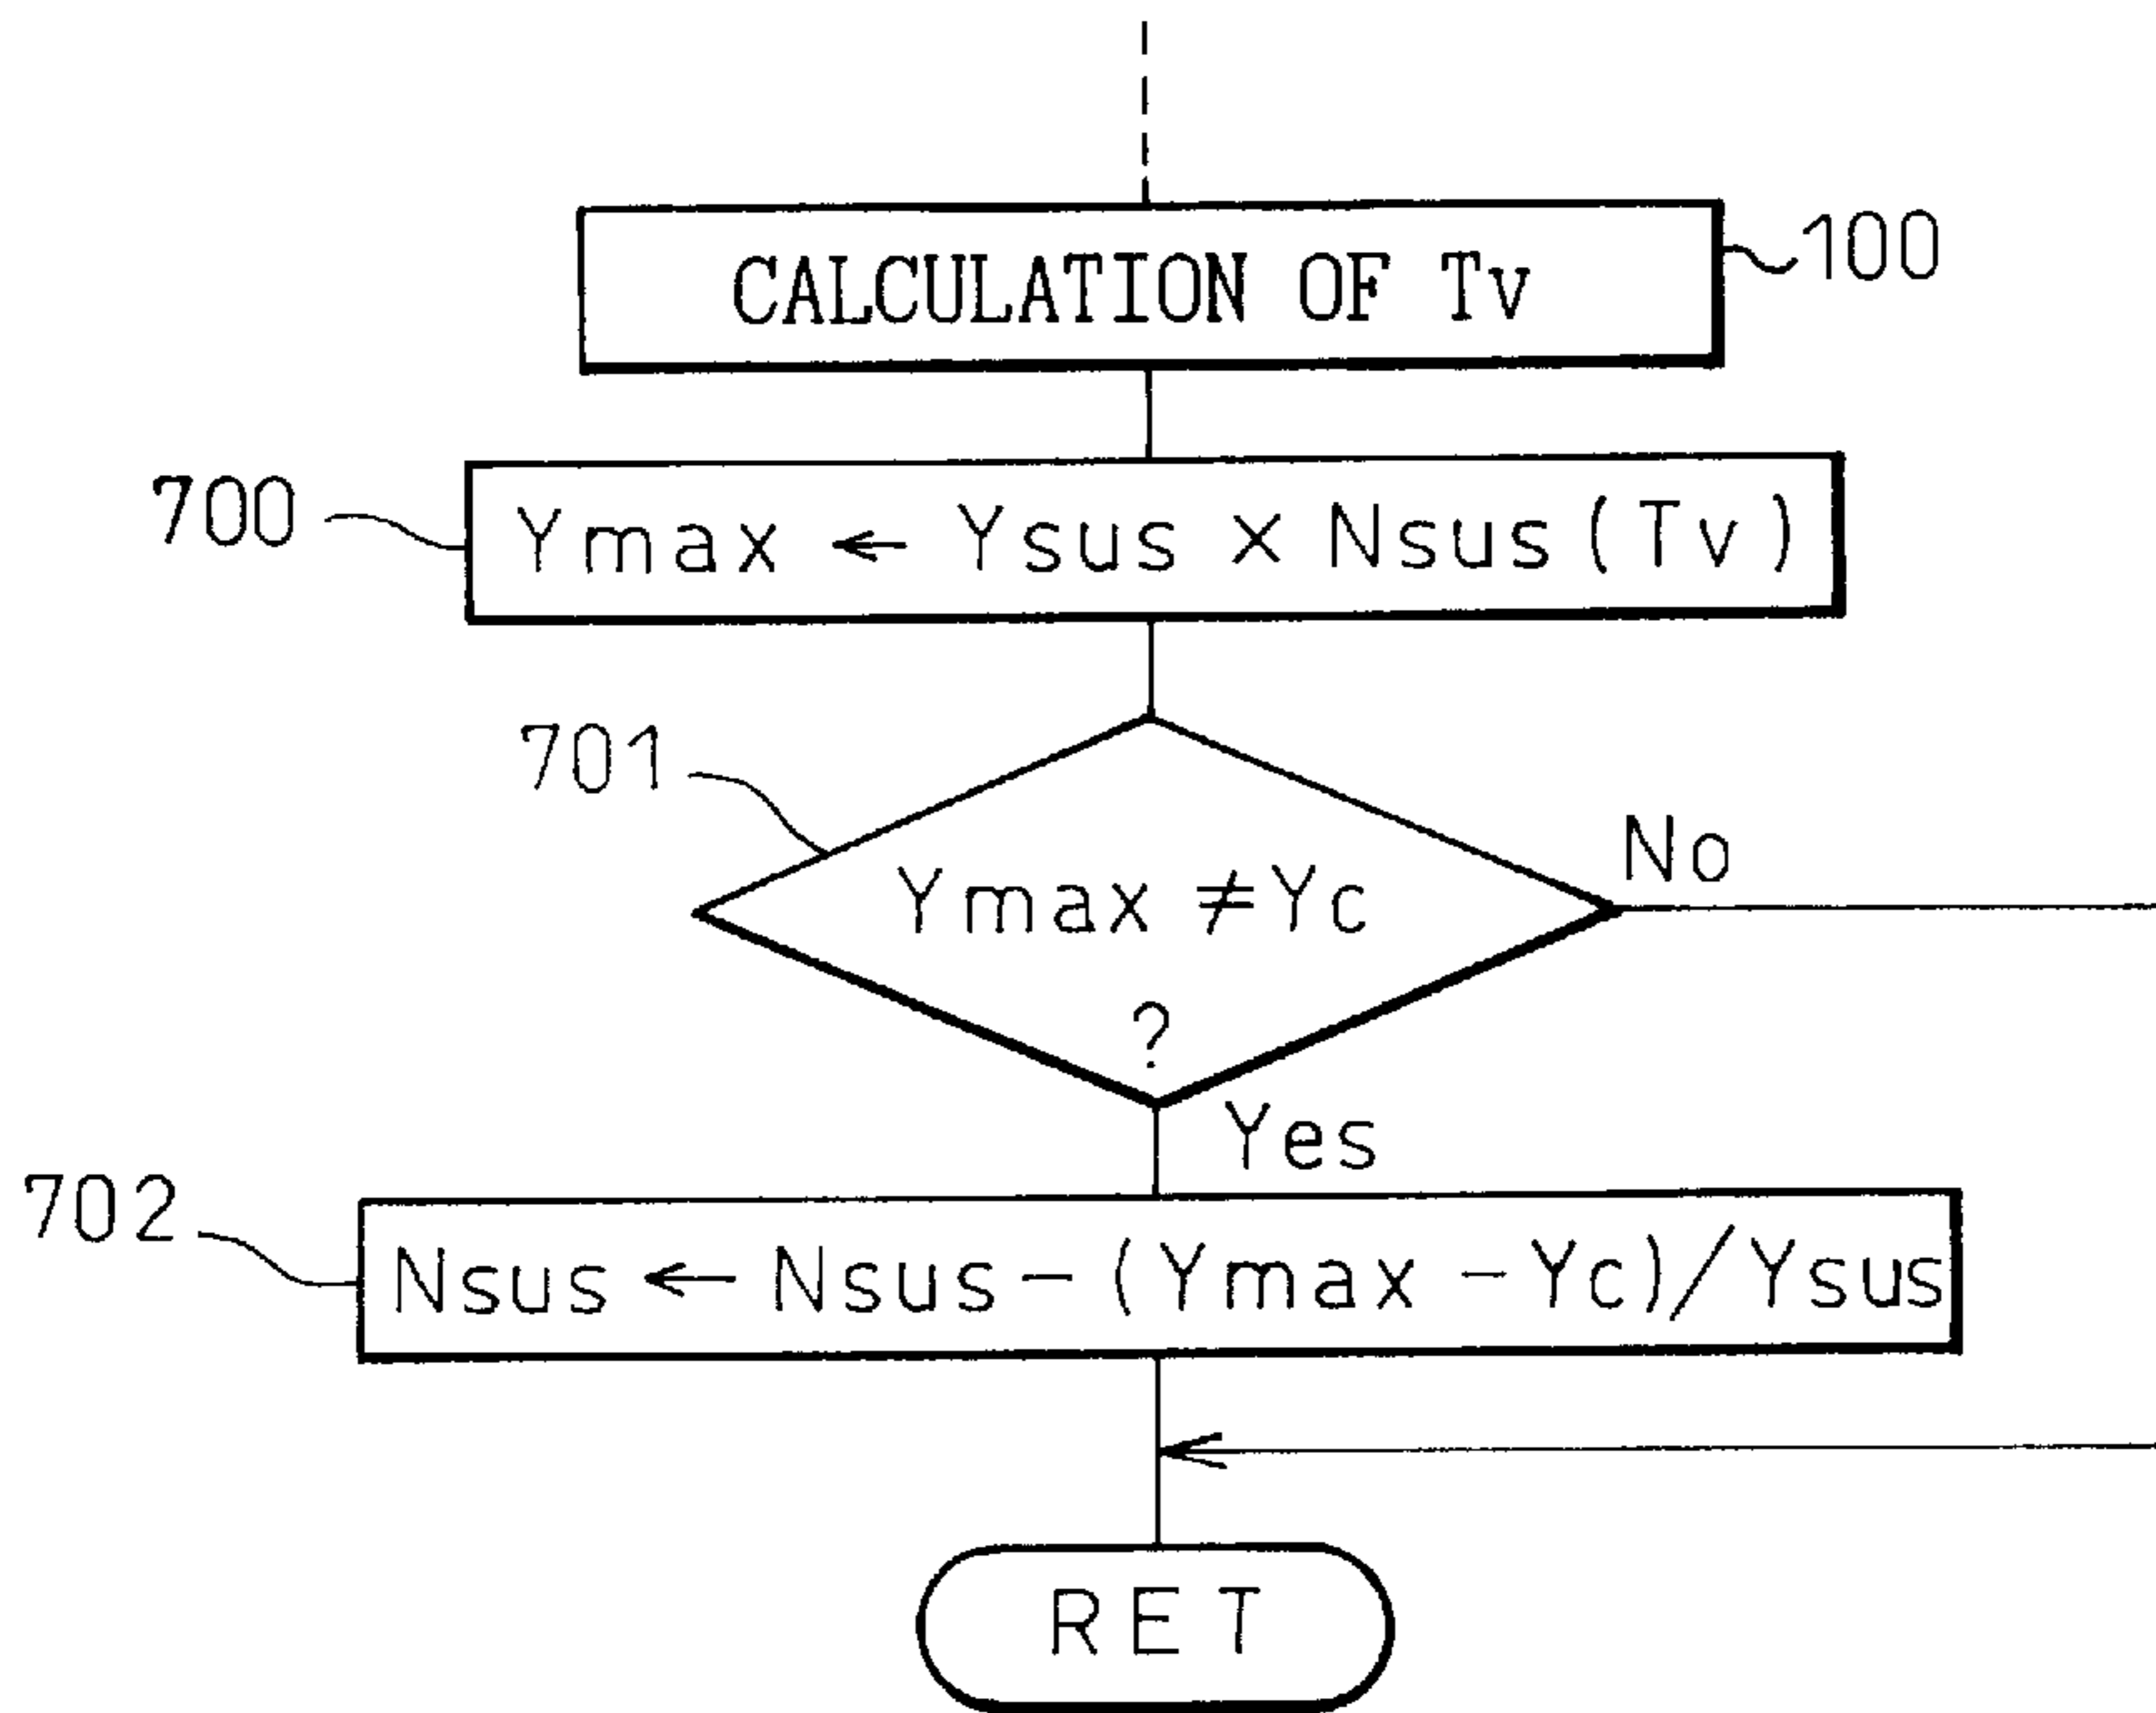 CALCULATION OF Tv
100
700
Ymax ← Ysus × Nsus(Tv)
701
Ymax ≠Yc
?
No
Yes
702
Nsus ← Nsus－(Ymax －Yc)/Ysus
RET